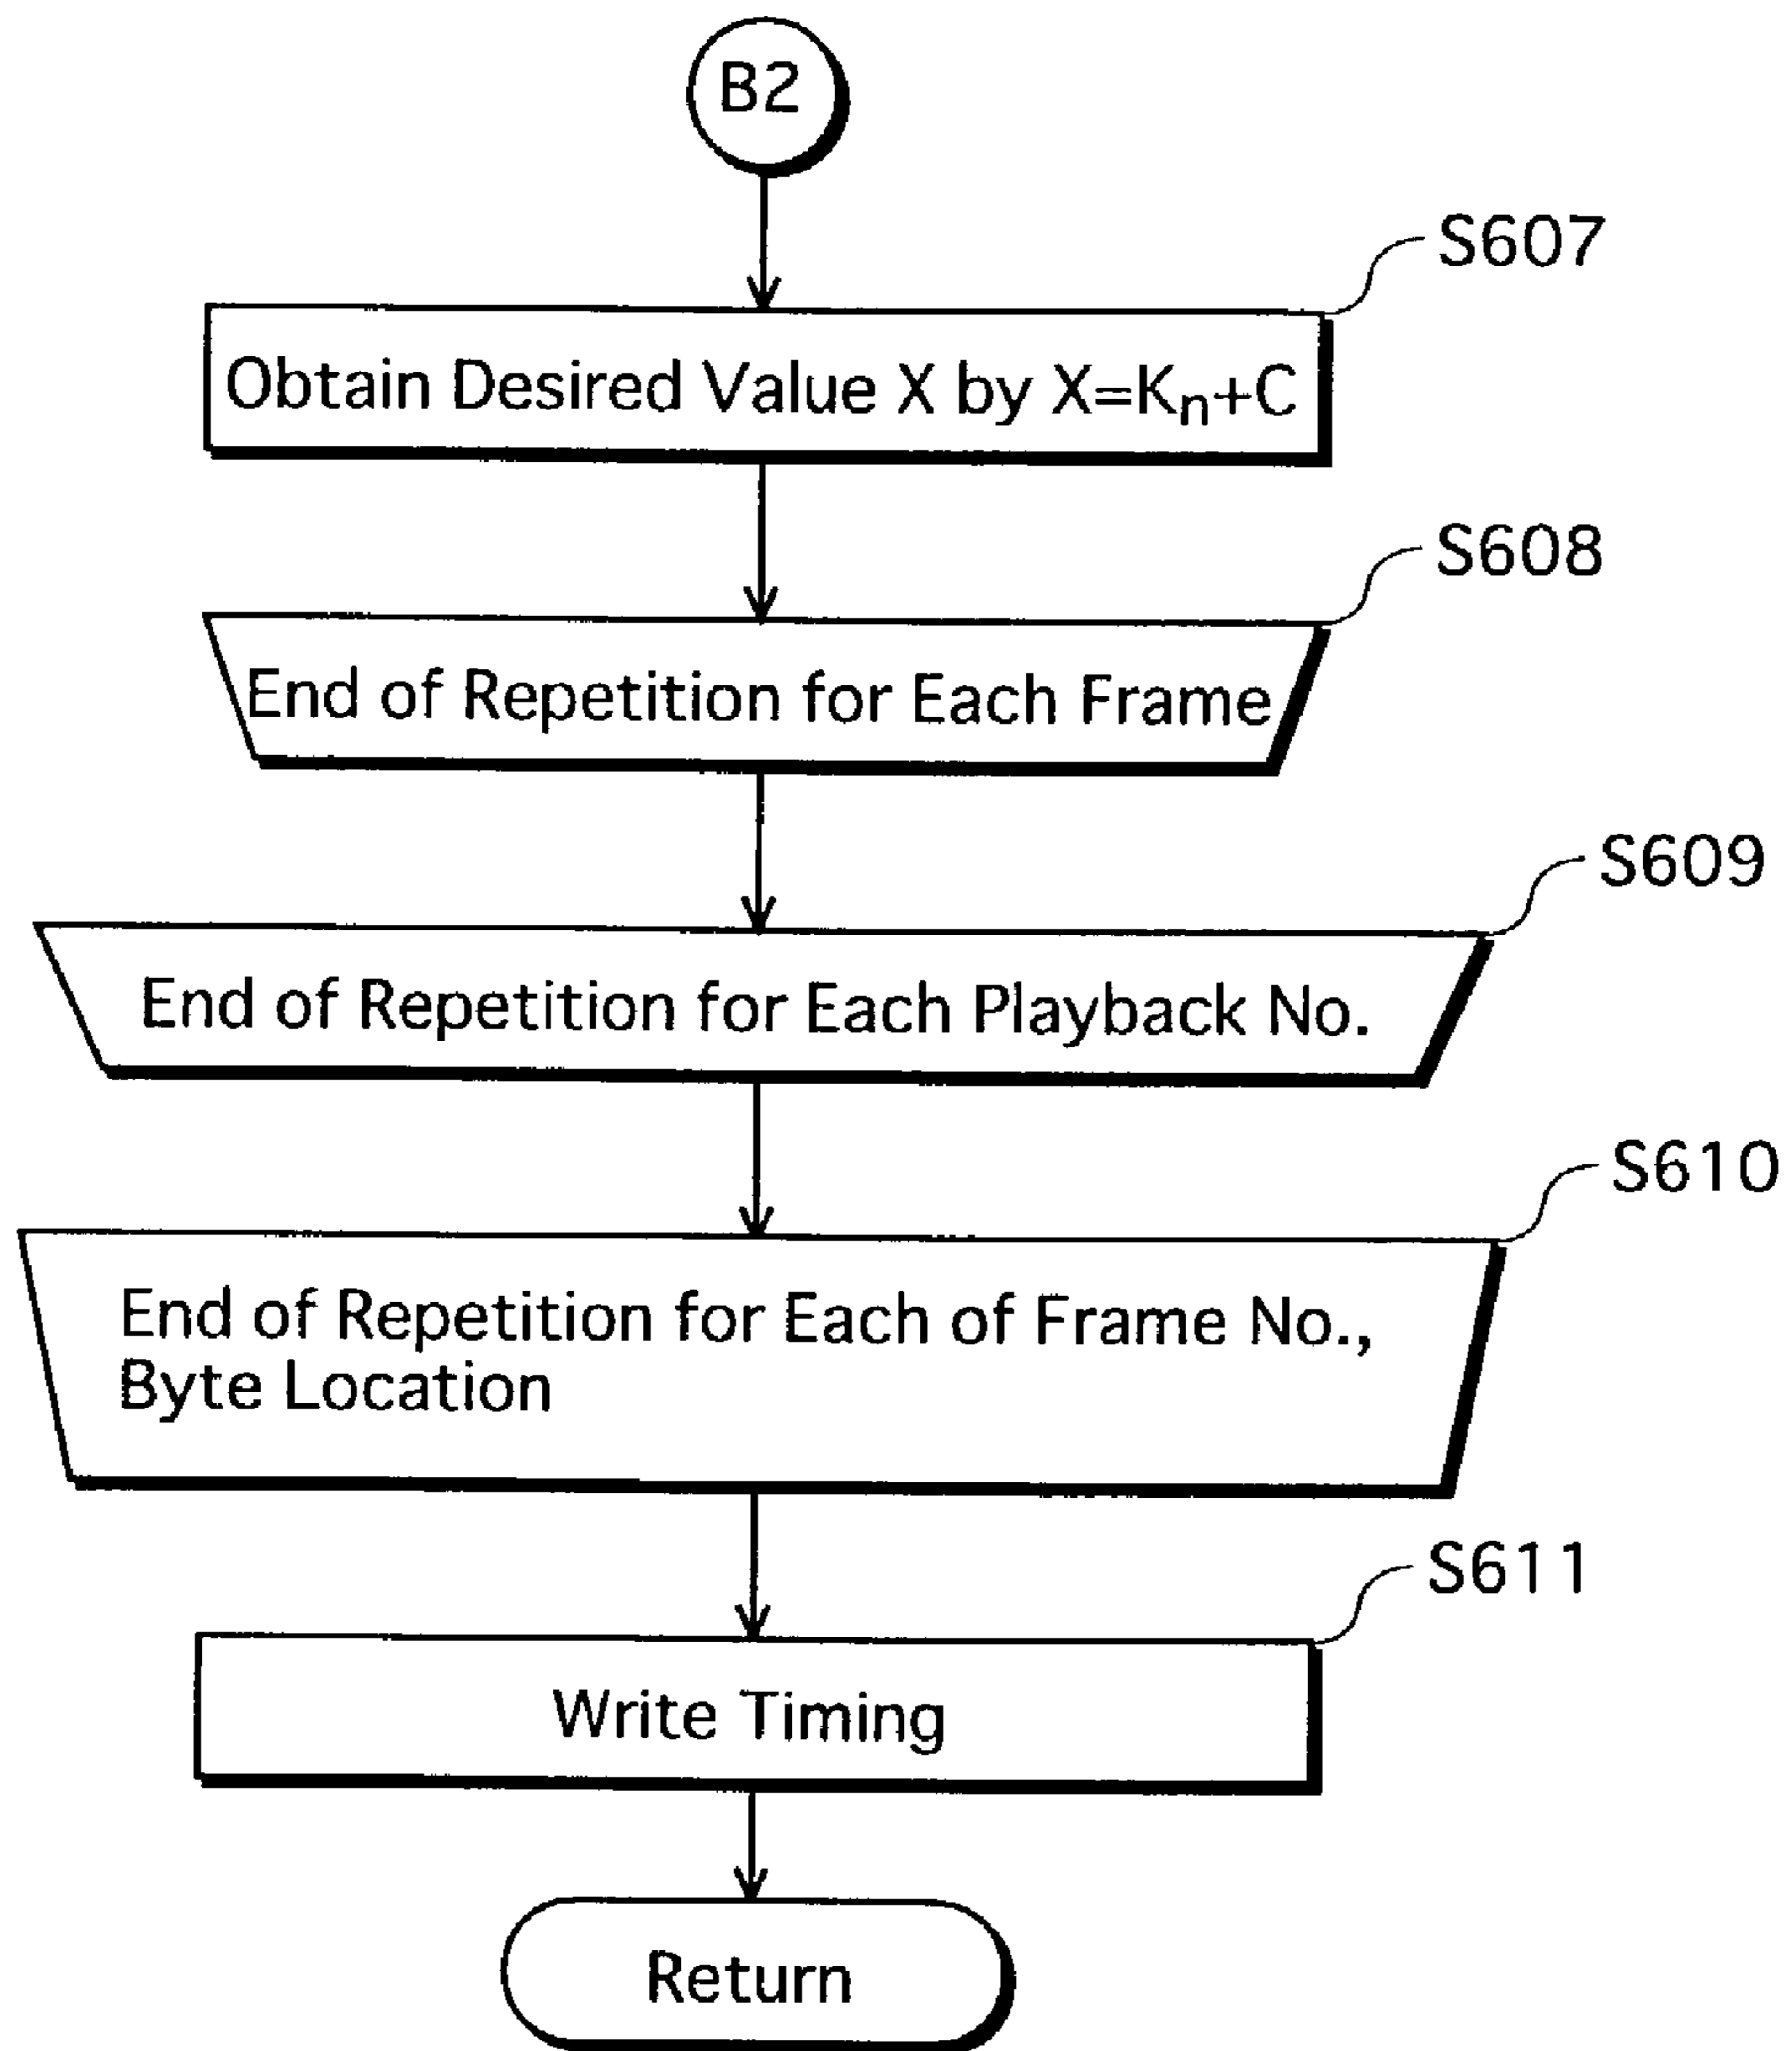 B2
S607
Obtain Desired Value X by X=Kn+C
S608
End of Repetition for Each Frame
S609
End of Repetition for Each Playback No.
S610
End of Repetition for Each of Frame No.,
Byte Location
S611
Write Timing
Return